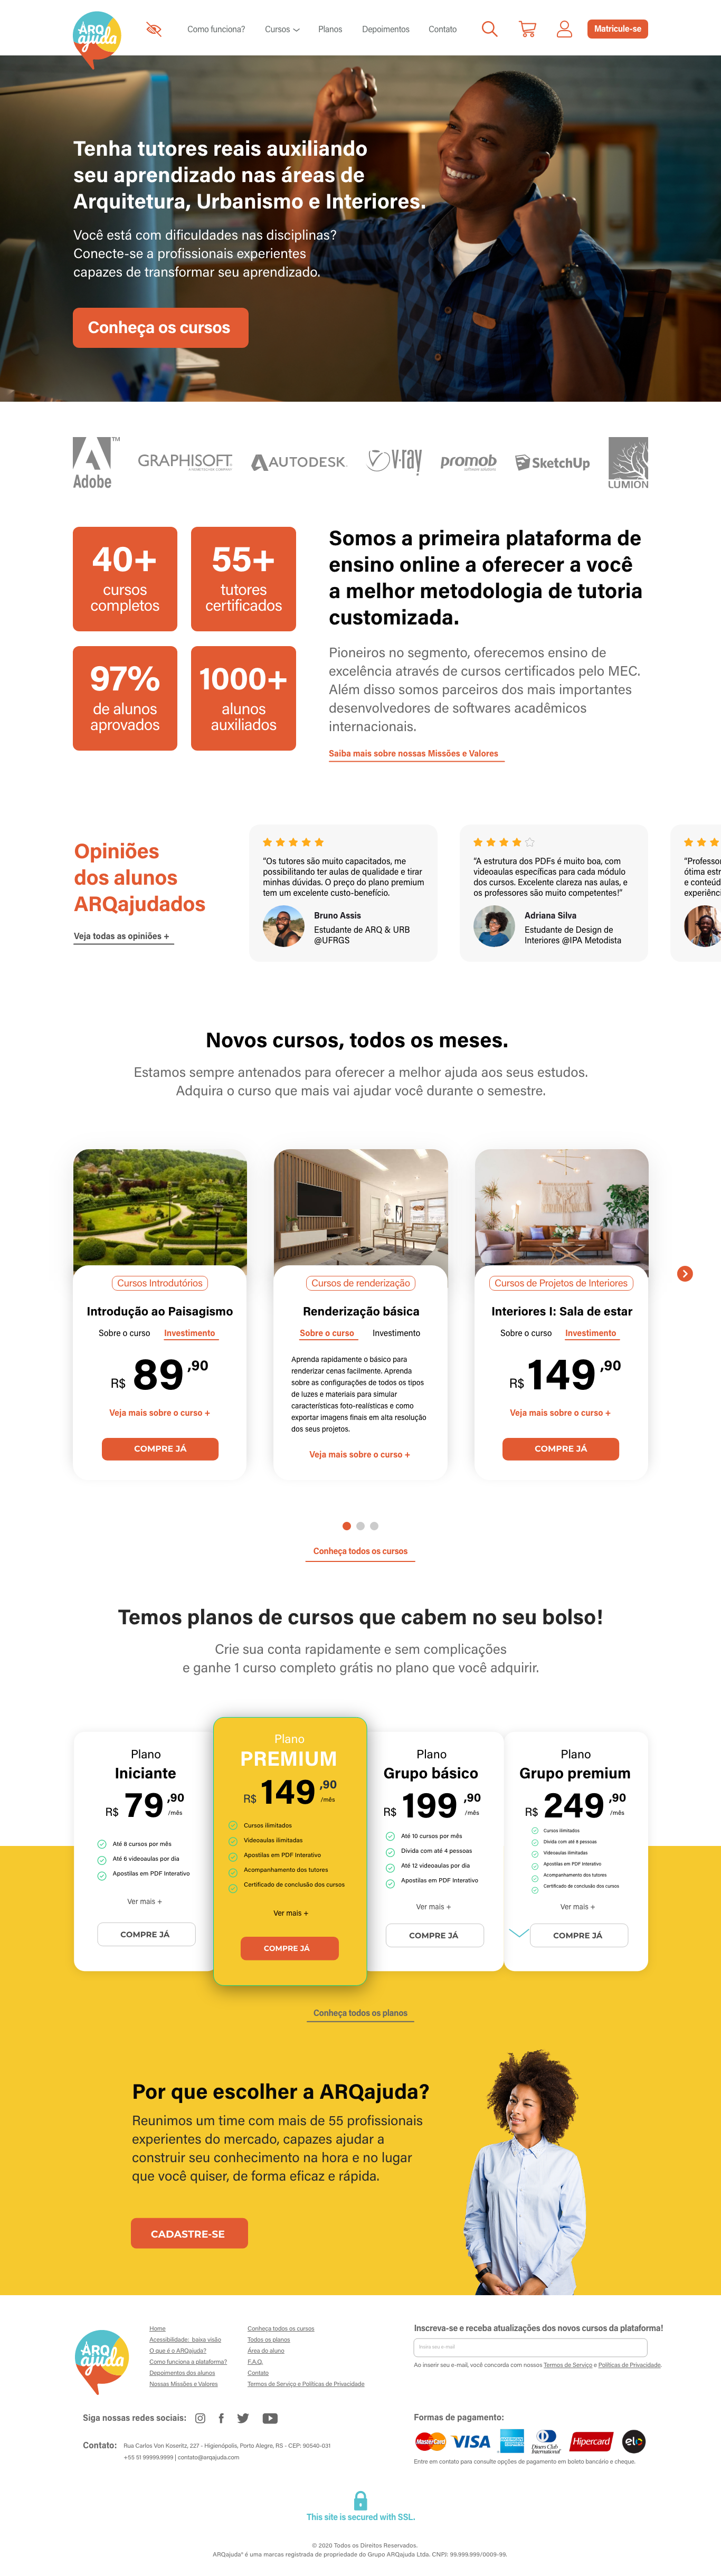 ARQ
ajuda
Como funciona?
Cursos
Planos
Depoimentos
Contato
Matricule-se
Tenha tutores reais auxiliando
seu aprendizado nas áreas de
Arquitetura, Urbanismo e Interiores.
Você está com dificuldades nas disciplinas?
Conecte-se a profissionais experientes
capazes de transformar seu aprendizado.
Conheça os cursos
Adobe TM
GRAPHISOFT.
AUTODESK.
v·ray
promob
SketchUp
LUMION
40+
cursos
completos
55+
tutores
certificados
97%
de alunos
aprovados
1000+
alunos
auxiliados
Somos a primeira plataforma de
ensino online a oferecer a você
a melhor metodologia de tutoria
customizada.
Pioneiros no segmento, oferecemos ensino de
excelência através de cursos certificados pelo MEC.
Além disso somos parceiros dos mais importantes
desenvolvedores de softwares acadêmicos
internacionais.
Saiba mais sobre nossas Missões e Valores
Opiniões
dos alunos
ARQajudados
Veja todas as opiniões +
“Os tutores são muito capacitados, me
possibilitando ter aulas de qualidade e tirar
minhas dúvidas. O preço do plano premium
tem um excelente custo-benefício.
Bruno Assis
Estudante de ARQ & URB
@UFRGS
“A estrutura dos PDFs é muito boa, com
videoaulas específicas para cada módulo
dos cursos. Excelente clareza nas aulas, e
os professores são muito competentes!”
Adriana Silva
Estudante de Design de
Interiores @IPA Metodista
“Professo
ótima estr
e conteúd
experiênci
Novos cursos, todos os meses.
Estamos sempre antenados para oferecer a melhor ajuda aos seus estudos.
Adquira o curso que mais vai ajudar você durante o semestre.
Cursos Introdutórios
Introdução ao Paisagismo
Sobre o curso
Investimento
R$ 89,90
Veja mais sobre o curso +
COMPRE JÁ
Cursos de renderização
Renderização básica
Sobre o curso
Investimento
Aprenda renderizar o básico para
renderizar cenas facilmente. Aprenda
sobre as configurações de todos os tipos
de luzes e materiais para simular
características foto-realísticas e como
exportar imagens finais em alta resolução
dos seus projetos.
Veja mais sobre o curso +
Cursos de Projetos de Interiores
Interiores I: Sala de estar
Sobre o curso
Investimento
R$ 149,90
Veja mais sobre o curso +
COMPRE JÁ
Conheça todos os cursos
Temos planos de cursos que cabem no seu bolso!
Crie sua conta rapidamente e sem complicações
e ganhe 1 curso completo grátis no plano que você adquirir.
Plano
Iniciante
R$ 79,90 /mês
Até 8 cursos por mês
Até 6 videoaulas por dia
Apostilas em PDF Interativo
Ver mais +
COMPRE JÁ
Plano
PREMIUM
R$ 149,90 /mês
Cursos ilimitados
Videoaulas ilimitadas
Apostilas em PDF Interativo
Acompanhamento dos tutores
Certificado de conclusão dos cursos
Ver mais +
COMPRE JÁ
Plano
Grupo básico
R$ 199,90 /mês
Até 10 cursos por mês
Divida com até 4 pessoas
Até 12 videoaulas por dia
Apostilas em PDF Interativo
Ver mais +
COMPRE JÁ
Plano
Grupo premium
R$ 249,90 /mês
Cursos ilimitados
Divida com até 8 pessoas
Videoaulas ilimitadas
Apostilas em PDF Interativo
Acompanhamento dos tutores
Certificado de conclusão dos cursos
Ver mais +
COMPRE JÁ
Conheça todos os planos
Por que escolher a ARQajuda?
Reunimos um time com mais de 55 profissionais
experientes do mercado, capazes ajudar a
construir seu conhecimento na hora e no lugar
que você quiser, de forma eficaz e rápida.
CADASTRE-SE
ARQ
ajuda
Home
Acessibilidade: baixa visão
O que é o ARQajuda?
Como funciona a plataforma?
Depoimentos dos alunos
Nossas Missões e Valores
Conheça todos os cursos
Todos os planos
Área do aluno
F.A.Q.
Contato
Termos de Serviço e Políticas de Privacidade
Inscreva-se e receba atualizações dos novos cursos da plataforma!
Insira seu e-mail
Ao inserir seu e-mail, você concorda com nossos Termos de Serviço e Políticas de Privacidade.
Siga nossas redes sociais:
Contato: Rua Carlos Von Koseritz, 227 - Higienópolis, Porto Alegre, RS - CEP: 90540-031
+55 51 99999.9999 | contato@arqajuda.com
Formas de pagamento:
MasterCard
VISA
AMERICAN EXPRESS
Diners Club
International
Hipercard
elo
Entre em contato para consulte opções de pagamento em boleto bancário e cheque.
This site is secured with SSL.
© 2020 Todos os Direitos Reservados.
ARQajuda® é uma marcas registrada de propriedade do Grupo ARQajuda Ltda. CNPJ: 99.999.999/0009-99.